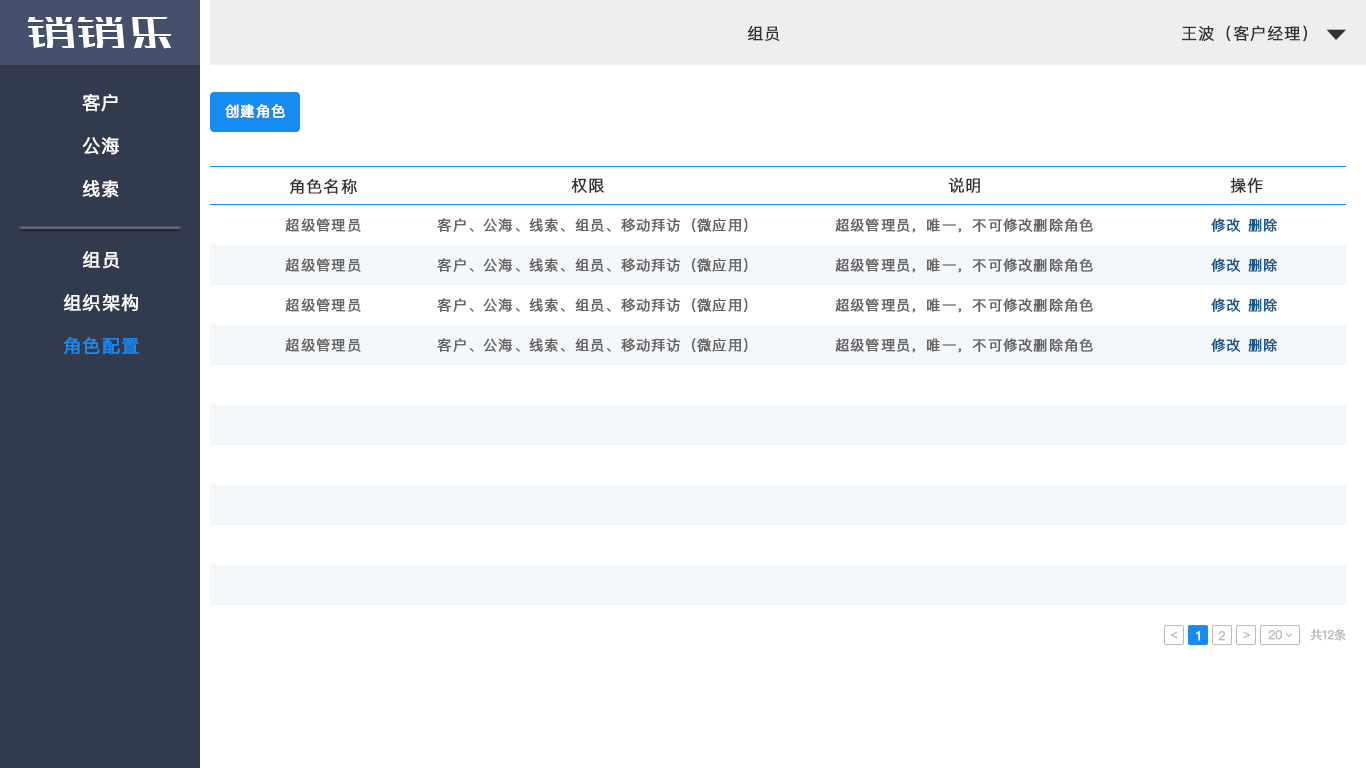 销销乐
组员
王波（客户经理）
客户
公海
线索
组员
组织架构
角色配置
创建角色
角色名称 权限 说明 操作
超级管理员 客户、公海、线索、组员、移动拜访（微应用） 超级管理员，唯一，不可修改删除角色 修改 删除
超级管理员 客户、公海、线索、组员、移动拜访（微应用） 超级管理员，唯一，不可修改删除角色 修改 删除
超级管理员 客户、公海、线索、组员、移动拜访（微应用） 超级管理员，唯一，不可修改删除角色 修改 删除
超级管理员 客户、公海、线索、组员、移动拜访（微应用） 超级管理员，唯一，不可修改删除角色 修改 删除
< 1 2 > 20 共12条